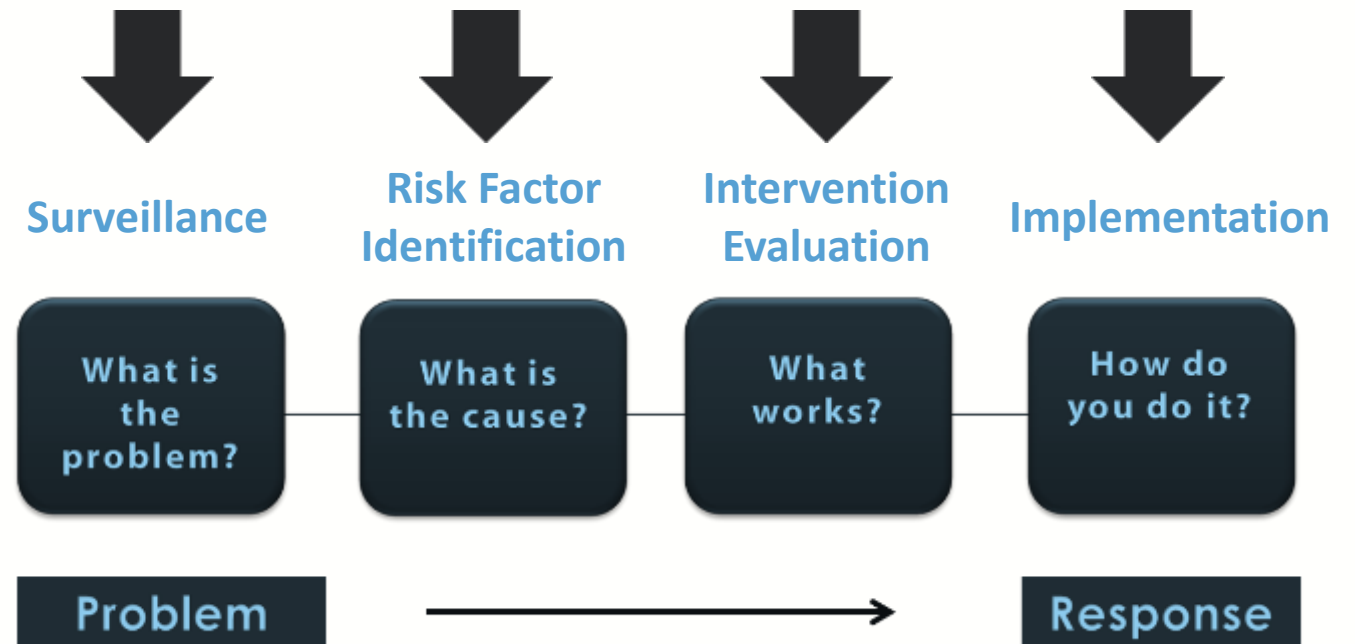 Surveillance
Risk Factor
Identification
Intervention
Evaluation
Implementation
What is
the
problem?
What is
the cause?
What
works?
How do
you do it?
Problem
Response